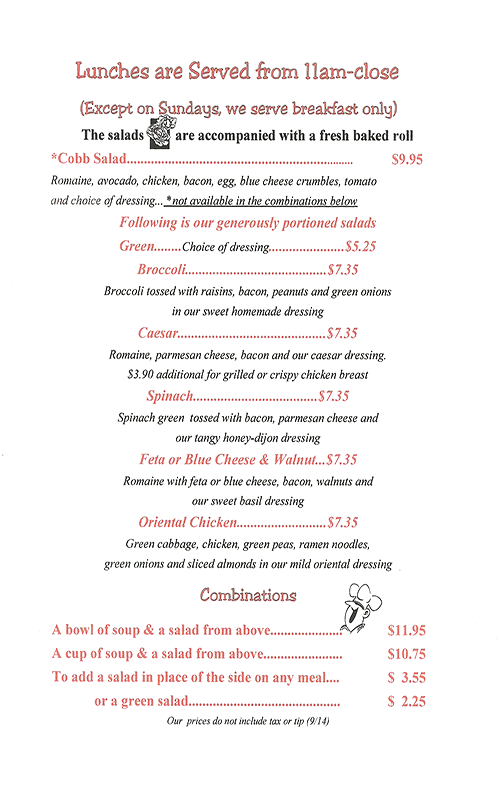 Lunches are Served from 11am-close
(Except on Sundays, we serve breakfast only)
The salads are accompanied with a fresh baked roll
*Cobb Salad.................................................................... $9.95
Romaine, avocado, chicken, bacon, egg, blue cheese crumbles, tomato
and choice of dressing... *not available in the combinations below
Following is our generously portioned salads
Green........Choice of dressing......................$5.25
Broccoli..........................................$7.35
Broccoli tossed with raisins, bacon, peanuts and green onions
in our sweet homemade dressing
Caesar............................................$7.35
Romaine, parmesan cheese, bacon and our caesar dressing.
$3.90 additional for grilled or crispy chicken breast
Spinach.....................................$7.35
Spinach green tossed with bacon, parmesan cheese and
our tangy honey-dijon dressing
Feta or Blue Cheese & Walnut...$7.35
Romaine with feta or blue cheese, bacon, walnuts and
our sweet basil dressing
Oriental Chicken..........................$7.35
Green cabbage, chicken, green peas, ramen noodles,
green onions and sliced almonds in our mild oriental dressing
Combinations
A bowl of soup & a salad from above..................... $11.95
A cup of soup & a salad from above....................... $10.75
To add a salad in place of the side on any meal.... $ 3.55
or a green salad............................................. $ 2.25
Our prices do not include tax or tip (9/14)